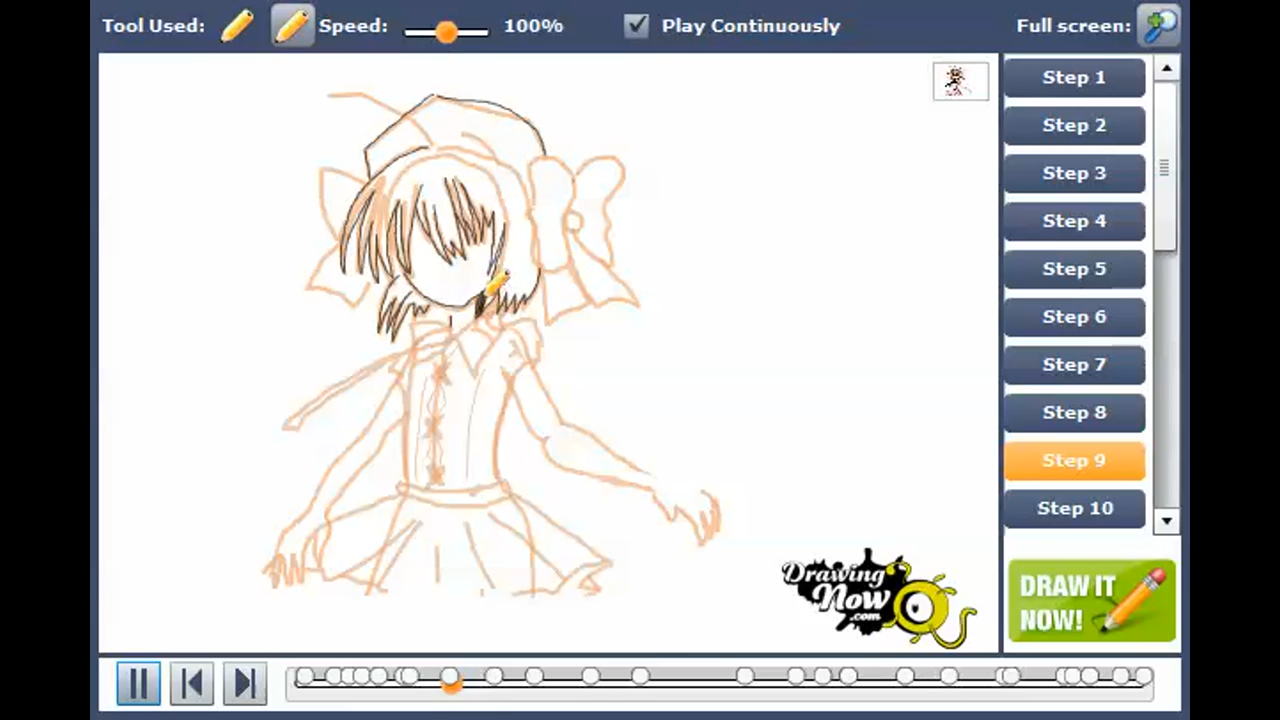 Tool Used:
Speed:
100%
Play Continuously
Full screen:
Step 1
Step 2
Step 3
Step 4
Step 5
Step 6
Step 7
Step 8
Step 9
Step 10
Drawing
Now
.com
DRAW IT
NOW!